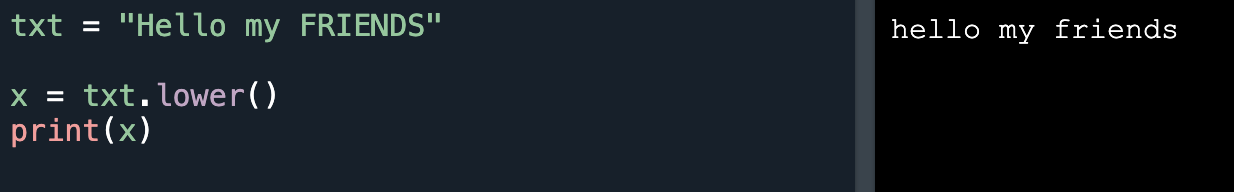 txt = "Hello my FRIENDS"
x = txt.lower()
print(x)
hello my friends